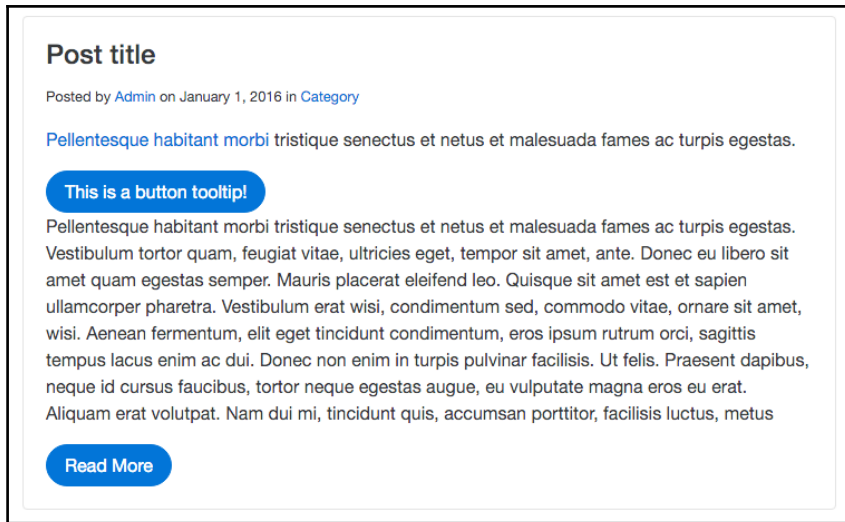 Post title
Posted by Admin on January 1, 2016 in Category
Pellentesque habitant morbi tristique senectus et netus et malesuada fames ac turpis egestas.
This is a button tooltip!
Pellentesque habitant morbi tristique senectus et netus et malesuada fames ac turpis egestas.
Vestibulum tortor quam, feugiat vitae, ultricies eget, tempor sit amet, ante. Donec eu libero sit
amet quam egestas semper. Mauris placerat eleifend leo. Quisque sit amet est et sapien
ullamcorper pharetra. Vestibulum erat wisi, condimentum sed, commodo vitae, ornare sit amet,
wisi. Aenean fermentum, elit eget tincidunt condimentum, eros ipsum rutrum orci, sagittis
tempus lacus enim ac dui. Donec non enim in turpis pulvinar facilisis. Ut felis. Praesent dapibus,
neque id cursus faucibus, tortor neque egestas augue, eu vulputate magna eros eu erat.
Aliquam erat volutpat. Nam dui mi, tincidunt quis, accumsan porttitor, facilisis luctus, metus
Read More